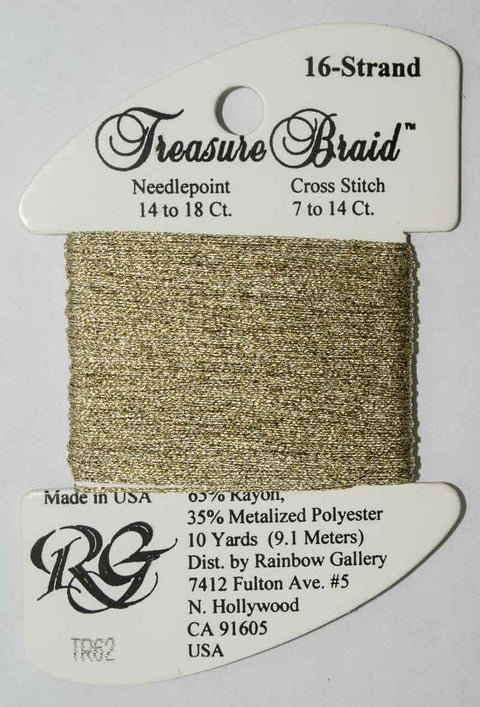 16-Strand
Treasure Braid™
Needlepoint Cross Stitch
14 to 18 Ct. 7 to 14 Ct.
Made in USA
65% Rayon,
35% Metalized Polyester
10 Yards (9.1 Meters)
Dist. by Rainbow Gallery
7412 Fulton Ave. #5
N. Hollywood
CA 91605
USA
RG
TR62